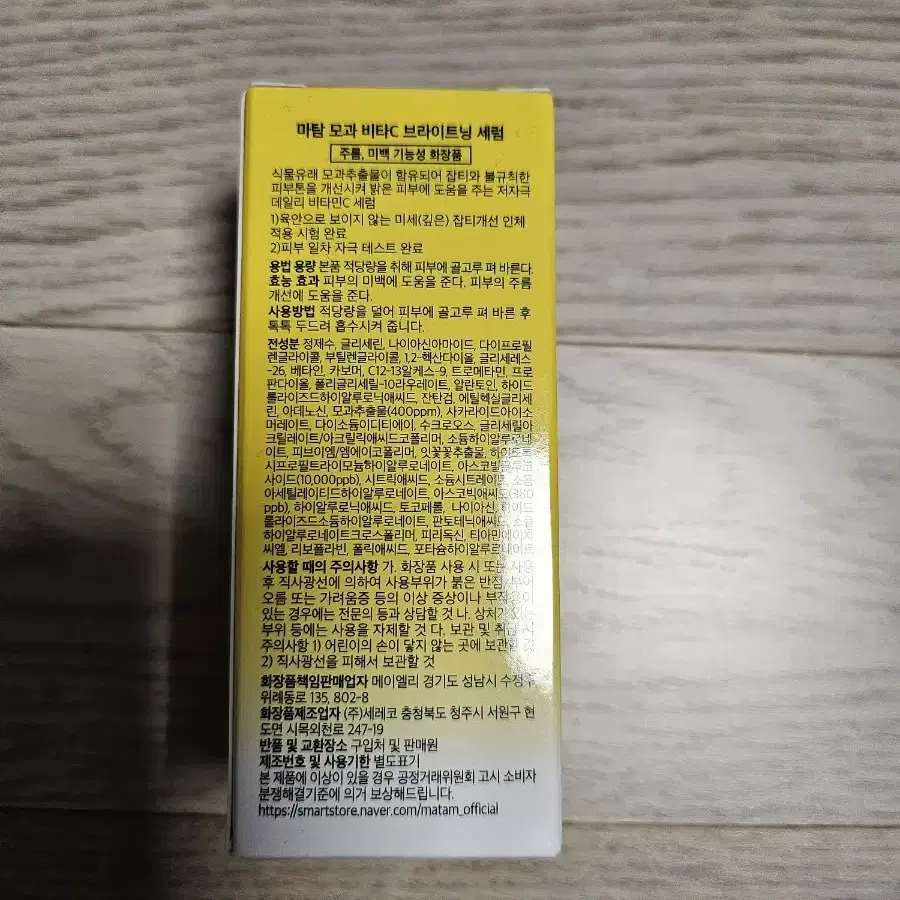 마탐 모과 비타C 브라이트닝 세럼
주름, 미백 기능성 화장품
식물유래 모과추출물이 함유되어 잡티와 불규칙한
피부톤을 개선시켜 밝은 피부에 도움을 주는 저자극
데일리 비타민C 세럼
1)육안으로 보이지 않는 미세(깊은) 잡티개선 인체
적용 시험 완료
2)피부 일차 자극 테스트 완료
용법 용량 본품 적당량을 취해 피부에 골고루 펴 바른다.
효능 효과 피부의 미백에 도움을 준다. 피부의 주름
개선에 도움을 준다.
사용방법 적당량을 덜어 피부에 골고루 펴 바른 후
톡톡 두드려 흡수시켜 줍니다.
전성분 정제수, 글리세린, 나이아신아마이드, 다이프로필
렌글라이콜, 부틸렌글라이콜, 1,2-헥산다이올, 글리세레스
-26, 베타인, 카보머, C12-13알케스-9, 트로메타민, 프로
판다이올, 폴리글리세릴-10라우레이트, 알란토인, 하이드
롤라이즈드하이알루로닉애씨드, 잔탄검, 에틸헥실글리세
린, 아데노신, 모과추출물(400ppm), 사카라이드아이소
머레이트, 다이소듐이디티에이, 수크로오스, 글리세릴아
크릴레이트/아크릴릭애씨드코폴리머, 소듐하이알루로네
이트, 피브이엠/엠에이코폴리머, 잇꽃꽃추출물, 하이드록
시프로필트라이모늄하이알루로네이트, 아스코빌글루코
사이드(10,000ppb), 시트릭애씨드, 소듐시트레이트, 소듐
아세틸레이티드하이알루로네이트, 아스코빅애씨드(380
ppb), 하이알루로닉애씨드, 토코페롤, 나이아신, 하이드
롤라이즈드소듐하이알루로네이트, 판토테닉애씨드, 소듐
하이알루로네이트크로스폴리머, 피리독신, 티아민에이치
씨엘, 리보플라빈, 폴릭애씨드, 포타슘하이알루로네이트
사용할 때의 주의사항 가. 화장품 사용 시 또는 사용
후 직사광선에 의하여 사용부위가 붉은 반점, 부어
오름 또는 가려움증 등의 이상 증상이나 부작용이
있는 경우에는 전문의 등과 상담할 것 나. 상처가 있는
부위 등에는 사용을 자제할 것 다. 보관 및 취급 시
주의사항 1) 어린이의 손이 닿지 않는 곳에 보관할 것
2) 직사광선을 피해서 보관할 것
화장품책임판매업자 메이엘리 경기도 성남시 수정구
위례동로 135, 802-8
화장품제조업자 (주)세레코 충청북도 청주시 서원구 현
도면 시목외천로 247-19
반품 및 교환장소 구입처 및 판매원
제조번호 및 사용기한 별도표기
본 제품에 이상이 있을 경우 공정거래위원회 고시 소비자
분쟁해결기준에 의거 보상해드립니다.
https://smartstore.naver.com/matam_official